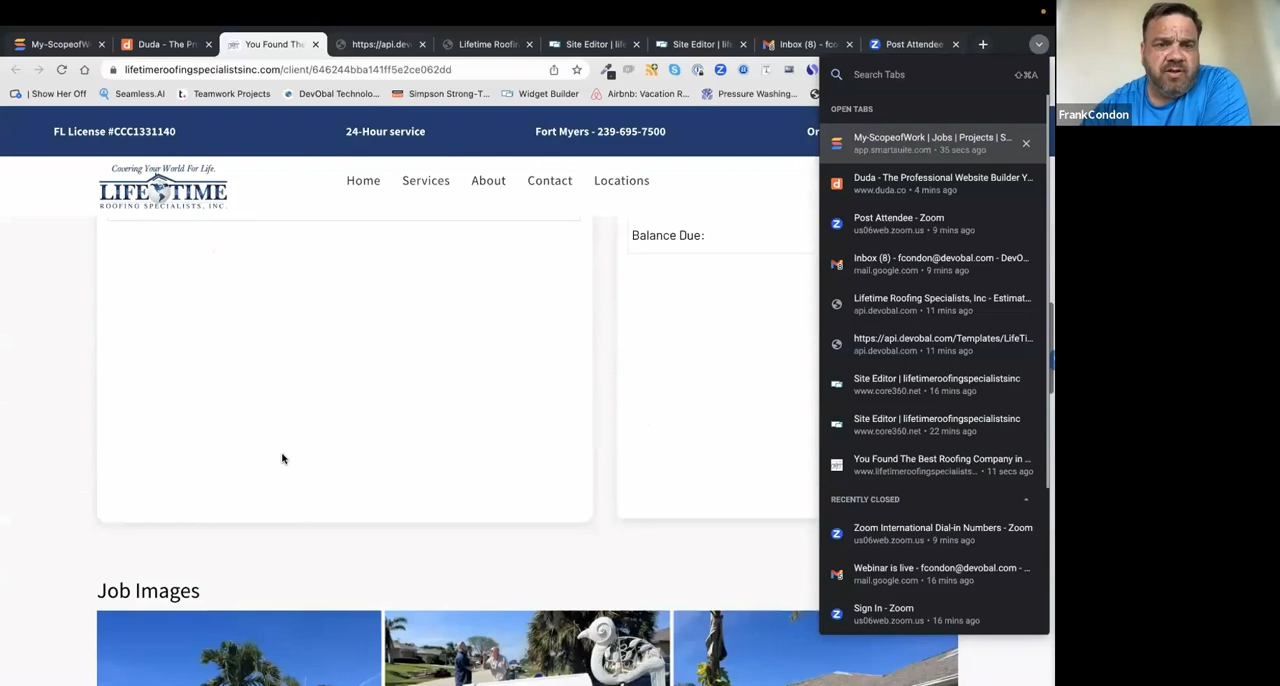 My-ScopeofW
Duda - The Pr
You Found The
https://api.dev
Lifetime Roofin
Site Editor | life
Site Editor | life
Inbox (8) - fco
Post Attendee
lifetimeroofingspecialistsinc.com/client/646244bba141ff5e2ce062dd
I Show Her Off
Seamless.AI
Teamwork Projects
DevObal Technolo...
Simpson Strong-T...
Widget Builder
Airbnb: Vacation R...
Pressure Washing...
FL License #CCC1331140
24-Hour service
Fort Myers - 239-695-7500
Or
Covering Your World For Life.
LIFETIME
ROOFING SPECIALISTS, INC.
Home
Services
About
Contact
Locations
Balance Due:
Job Images
Search Tabs
⇧⌘A
OPEN TABS
My-ScopeofWork | Jobs | Projects | S...
app.smartsuite.com • 35 secs ago
Duda - The Professional Website Builder Y...
www.duda.co • 4 mins ago
Post Attendee - Zoom
us06web.zoom.us • 9 mins ago
Inbox (8) - fcondon@devobal.com - DevO...
mail.google.com • 9 mins ago
Lifetime Roofing Specialists, Inc - Estimat...
api.devobal.com • 11 mins ago
https://api.devobal.com/Templates/LifeTi...
api.devobal.com • 11 mins ago
Site Editor | lifetimeroofingspecialistsinc
www.core360.net • 16 mins ago
Site Editor | lifetimeroofingspecialistsinc
www.core360.net • 22 mins ago
You Found The Best Roofing Company in ...
www.lifetimeroofingspecialists... • 11 secs ago
RECENTLY CLOSED
Zoom International Dial-in Numbers - Zoom
us06web.zoom.us • 9 mins ago
Webinar is live - fcondon@devobal.com - ...
mail.google.com • 16 mins ago
Sign In - Zoom
us06web.zoom.us • 16 mins ago
FrankCondon